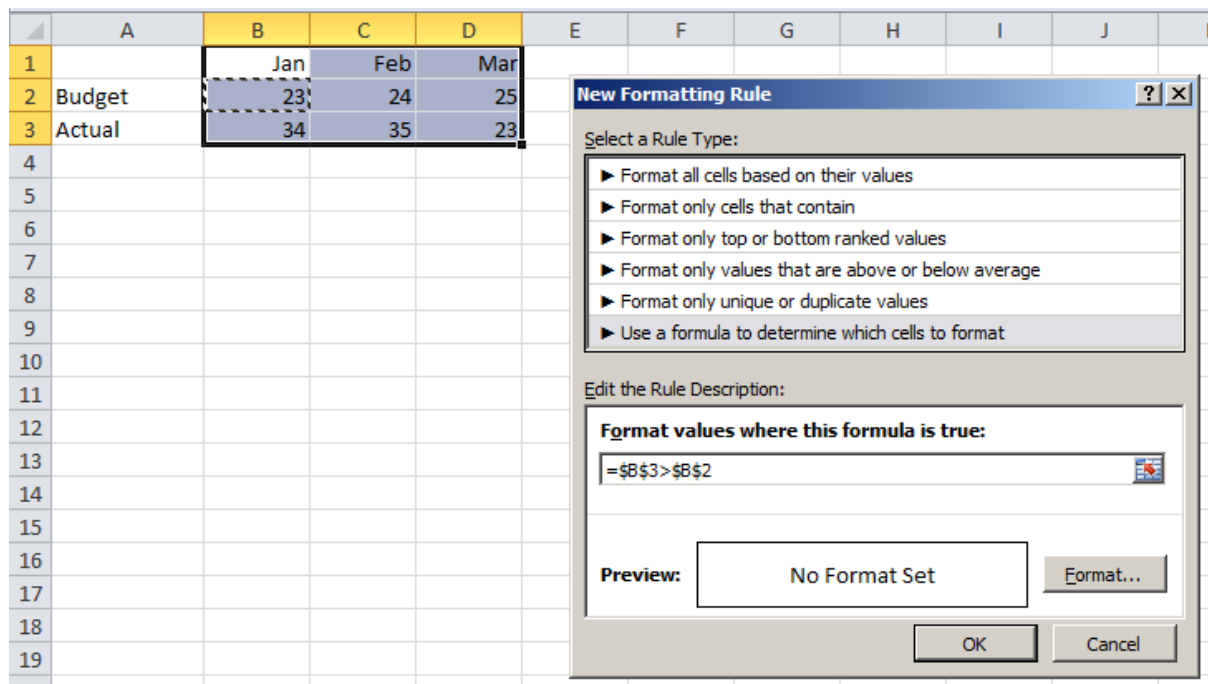 A B C D E F G H I J
1 Jan Feb Mar
2 Budget 23 24 25
3 Actual 34 35 23
4
5
6
7
8
9
10
11
12
13
14
15
16
17
18
19
New Formatting Rule
Select a Rule Type:
► Format all cells based on their values
► Format only cells that contain
► Format only top or bottom ranked values
► Format only values that are above or below average
► Format only unique or duplicate values
► Use a formula to determine which cells to format
Edit the Rule Description:
Format values where this formula is true:
=$B$3>$B$2
Preview: No Format Set Format...
OK Cancel